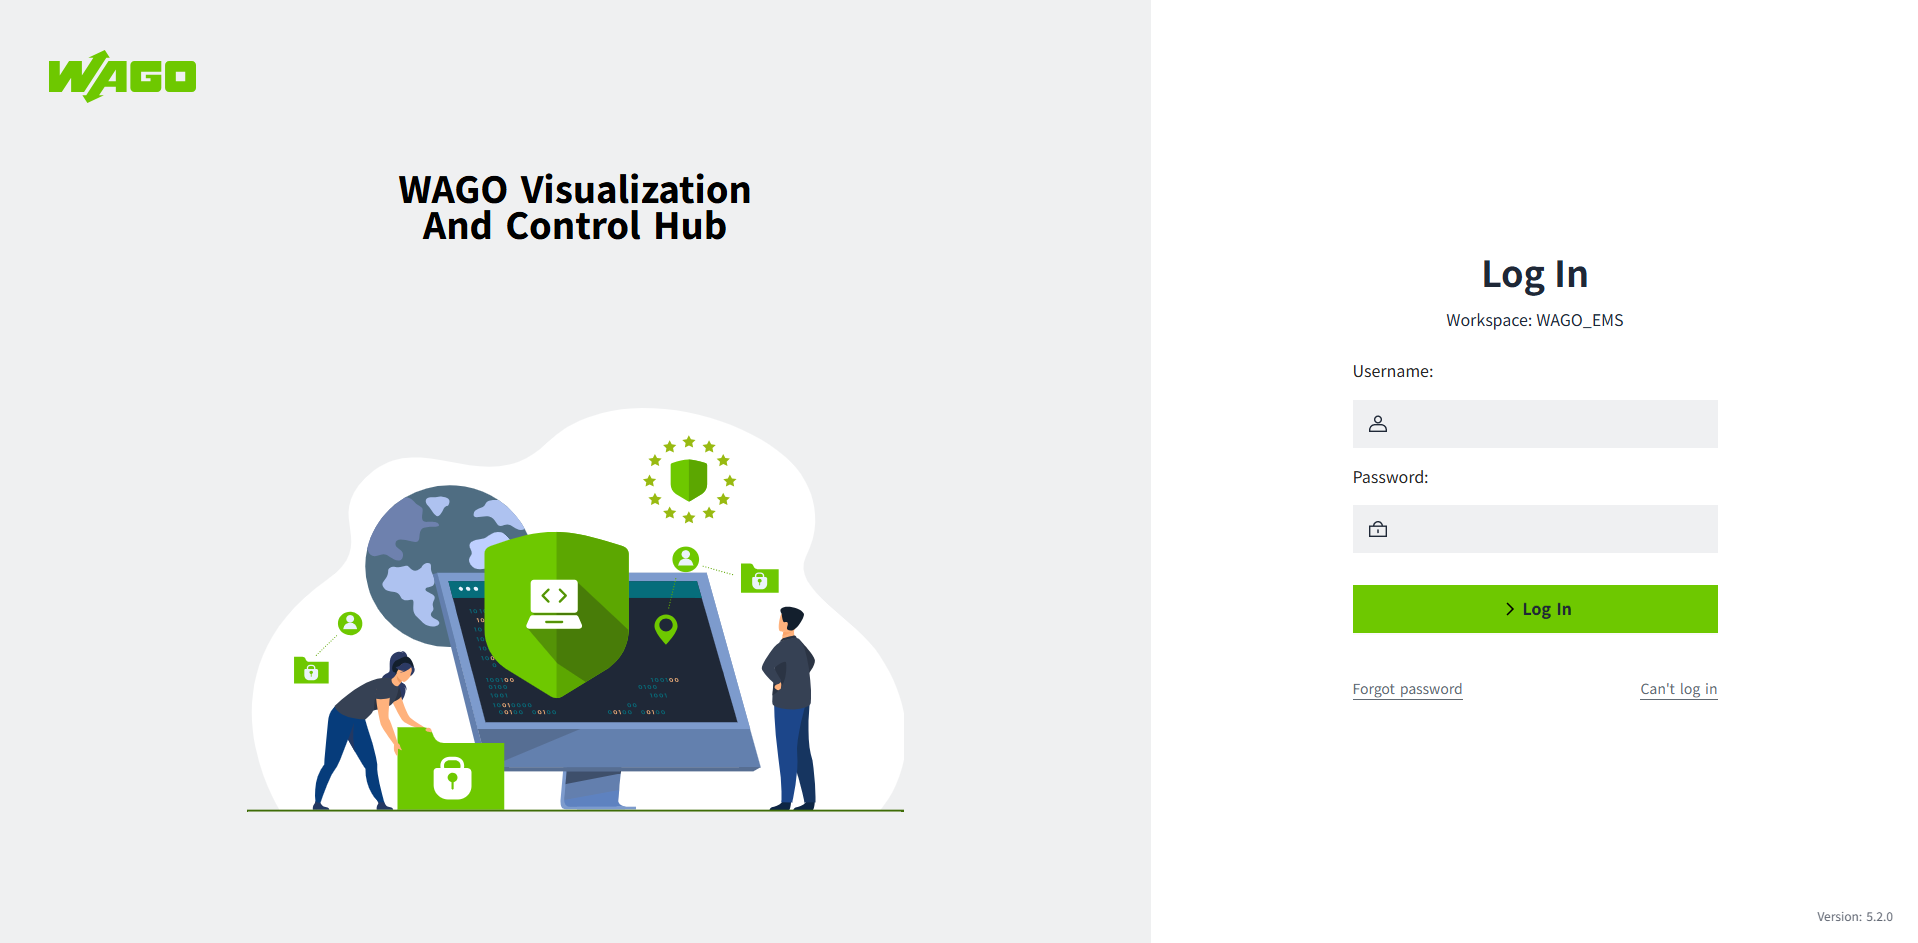 WAGO
WAGO Visualization
And Control Hub
Log In
Workspace: WAGO_EMS
Username:
Password:
Log In
Forgot password
Can't log in
Version: 5.2.0